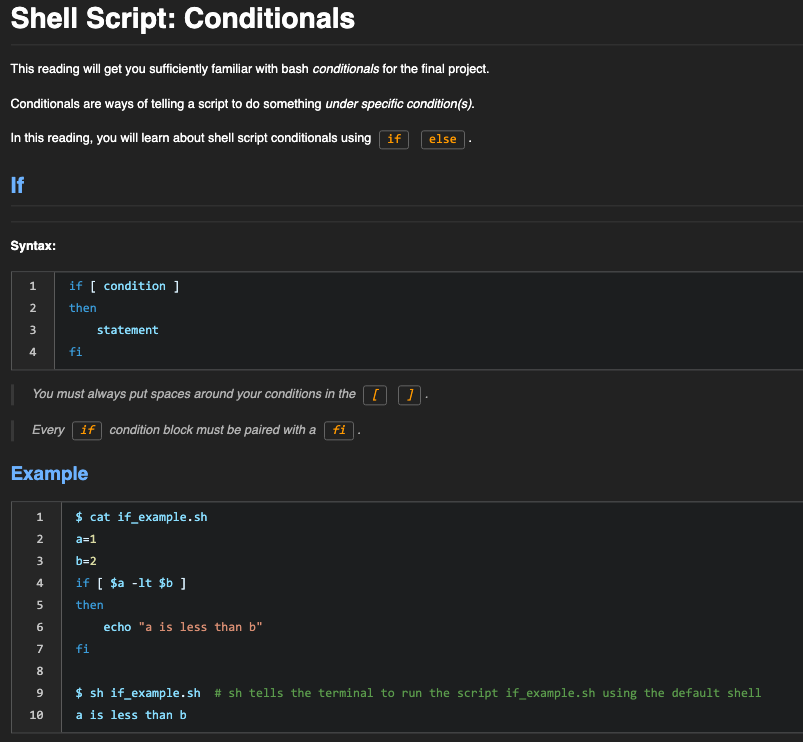 Shell Script: Conditionals
This reading will get you sufficiently familiar with bash conditionals for the final project.
Conditionals are ways of telling a script to do something under specific condition(s).
In this reading, you will learn about shell script conditionals using if else .
If
Syntax:
1 if [ condition ]
2 then
3     statement
4 fi
You must always put spaces around your conditions in the [ ] .
Every if condition block must be paired with a fi .
Example
1 $ cat if_example.sh
2 a=1
3 b=2
4 if [ $a -lt $b ]
5 then
6     echo "a is less than b"
7 fi
8
9 $ sh if_example.sh  # sh tells the terminal to run the script if_example.sh using the default shell
10 a is less than b